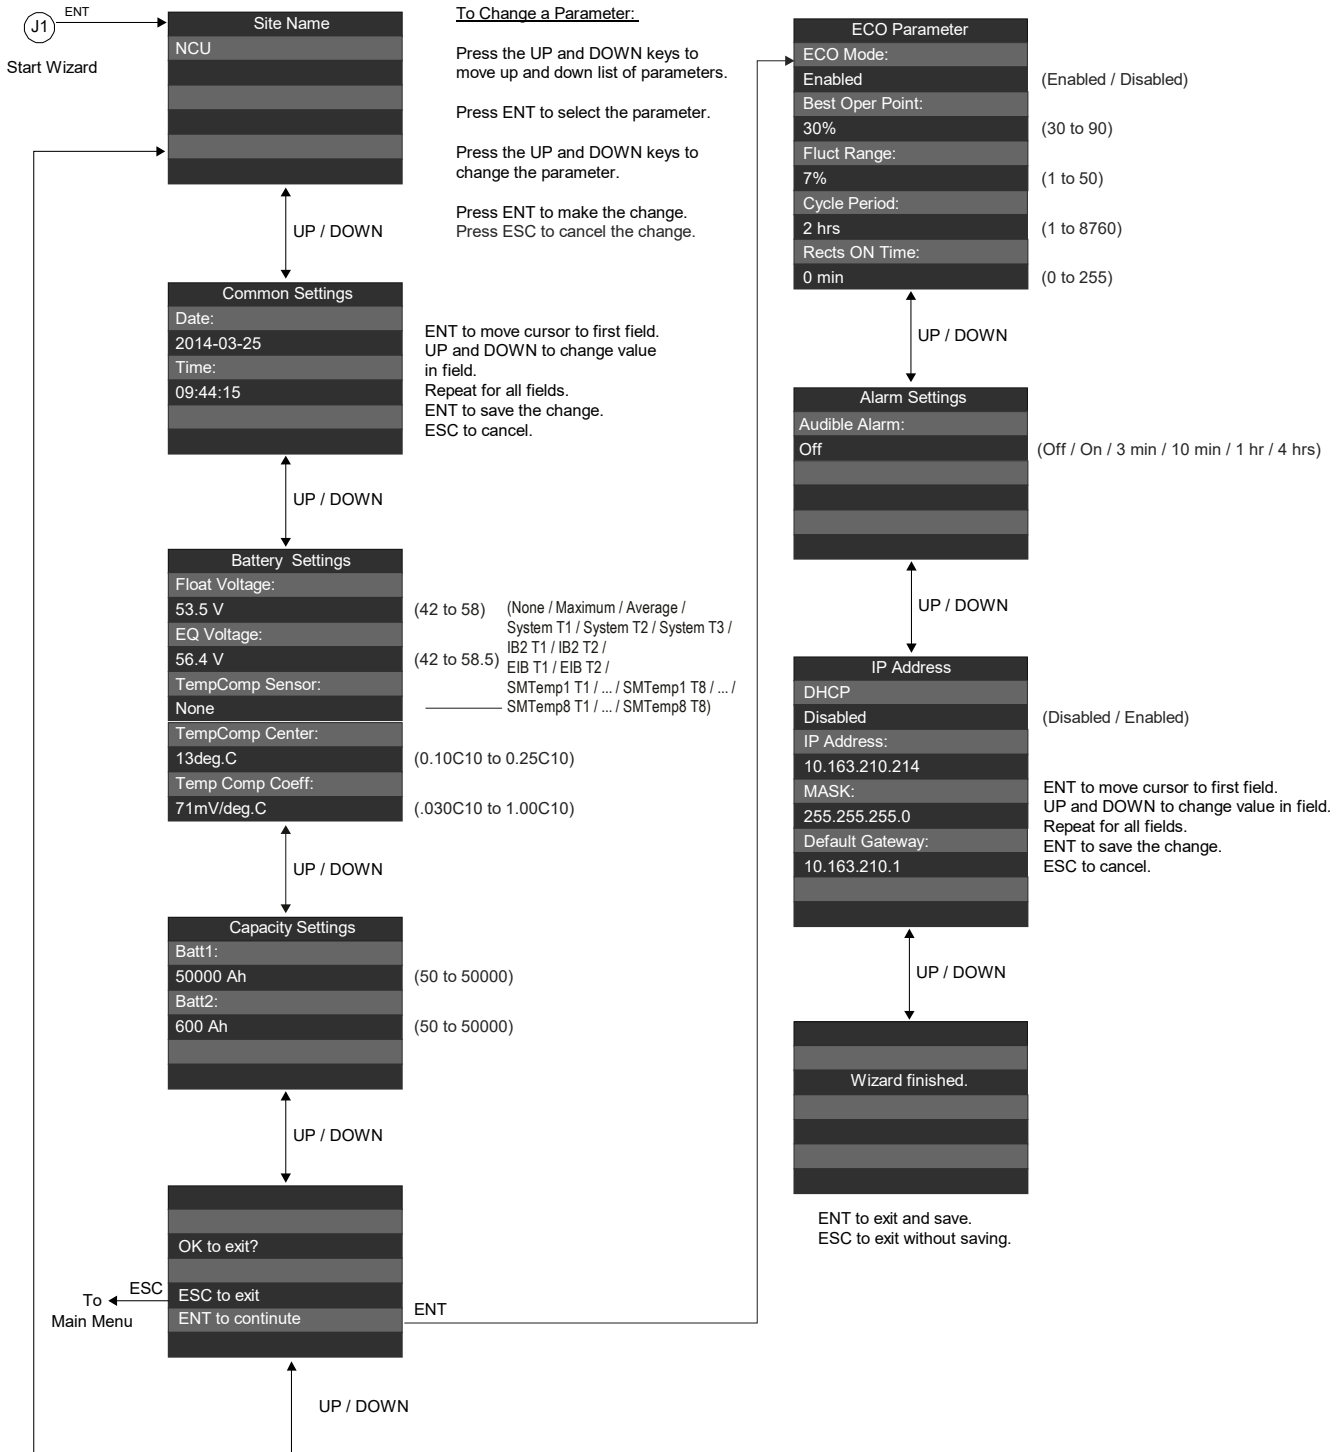 J1
ENT
Start Wizard
Site Name
NCU
UP / DOWN
To Change a Parameter:
Press the UP and DOWN keys to
move up and down list of parameters.
Press ENT to select the parameter.
Press the UP and DOWN keys to
change the parameter.
Press ENT to make the change.
Press ESC to cancel the change.
Common Settings
Date:
2014-03-25
Time:
09:44:15
ENT to move cursor to first field.
UP and DOWN to change value
in field.
Repeat for all fields.
ENT to save the change.
ESC to cancel.
UP / DOWN
Battery Settings
Float Voltage:
53.5 V
(42 to 58)
EQ Voltage:
56.4 V
(42 to 58.5)
TempComp Sensor:
None
(None / Maximum / Average /
System T1 / System T2 / System T3 /
IB2 T1 / IB2 T2 /
EIB T1 / EIB T2 /
SMTemp1 T1 / ... / SMTemp1 T8 / ... /
SMTemp8 T1 / ... / SMTemp8 T8)
TempComp Center:
13deg.C
(0.10C10 to 0.25C10)
Temp Comp Coeff:
71mV/deg.C
(.030C10 to 1.00C10)
UP / DOWN
Capacity Settings
Batt1:
50000 Ah
(50 to 50000)
Batt2:
600 Ah
(50 to 50000)
UP / DOWN
OK to exit?
ESC to exit
ENT to continute
ESC
To
Main Menu
ENT
UP / DOWN
ECO Parameter
ECO Mode:
Enabled
(Enabled / Disabled)
Best Oper Point:
30%
(30 to 90)
Fluct Range:
7%
(1 to 50)
Cycle Period:
2 hrs
(1 to 8760)
Rects ON Time:
0 min
(0 to 255)
UP / DOWN
Alarm Settings
Audible Alarm:
Off
(Off / On / 3 min / 10 min / 1 hr / 4 hrs)
UP / DOWN
IP Address
DHCP
Disabled
(Disabled / Enabled)
IP Address:
10.163.210.214
MASK:
255.255.255.0
Default Gateway:
10.163.210.1
ENT to move cursor to first field.
UP and DOWN to change value in field.
Repeat for all fields.
ENT to save the change.
ESC to cancel.
UP / DOWN
Wizard finished.
ENT to exit and save.
ESC to exit without saving.